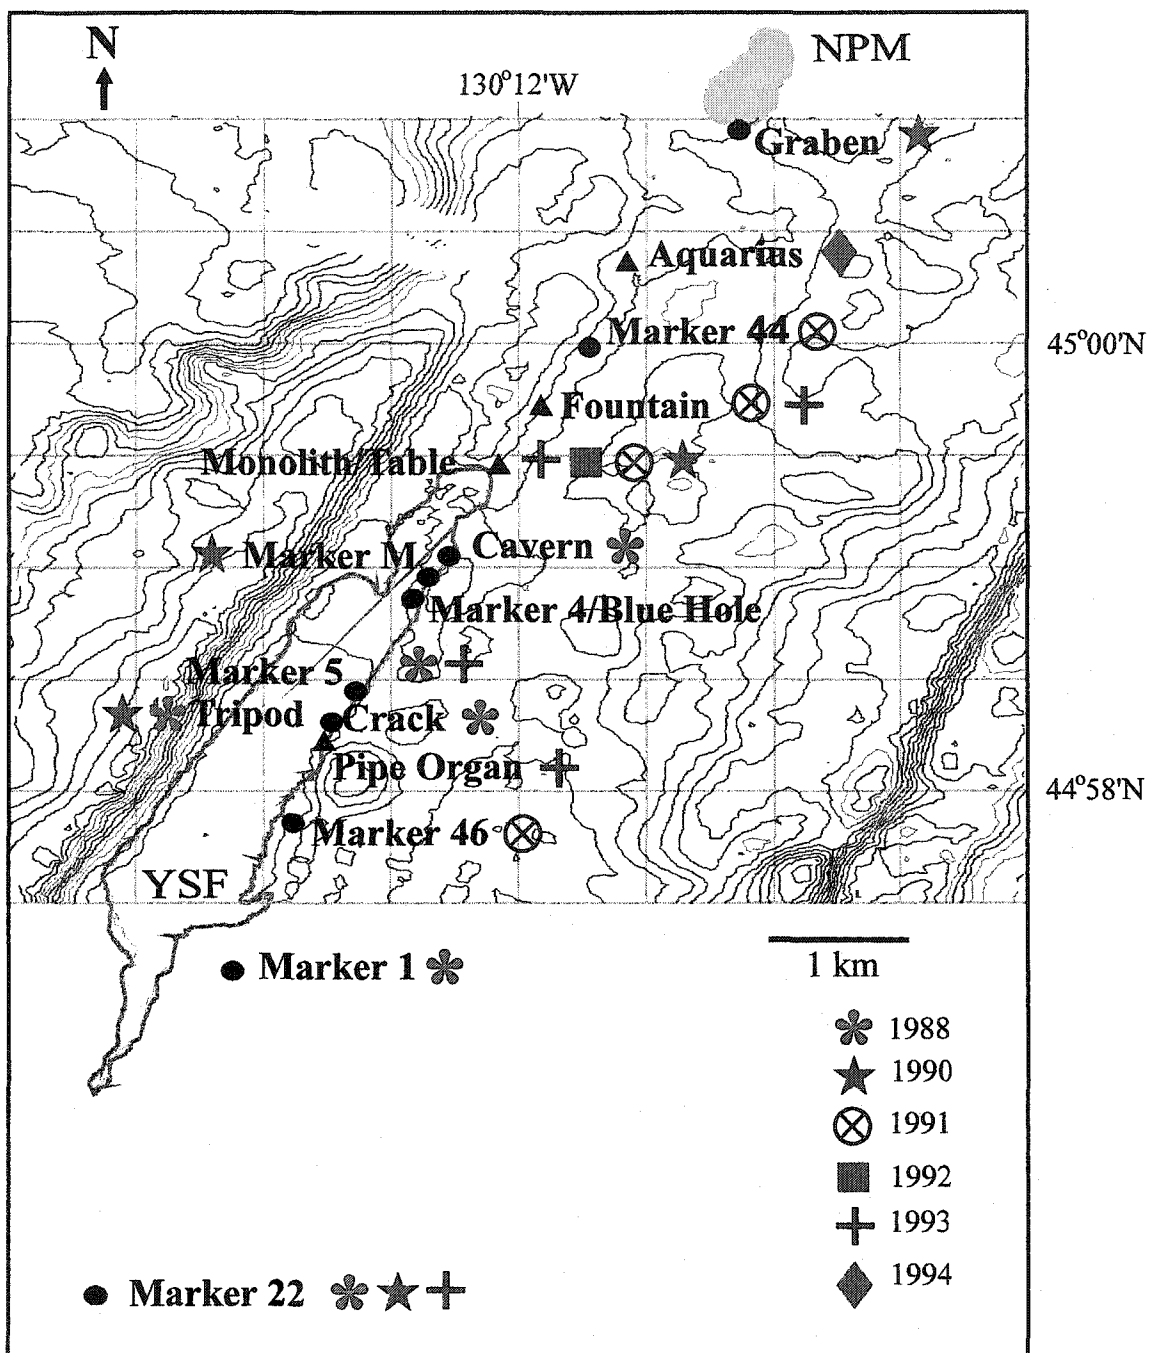 N
NPM
130°12'W
Graben
Aquarius
Marker 44
45°00'N
Fountain
Monolith/Table
Cavern
Marker M
Marker 4/Blue Hole
Marker 5
Tripod
Crack
Pipe Organ
44°58'N
Marker 46
YSF
Marker 1
1 km
1988
1990
1991
1992
1993
1994
Marker 22